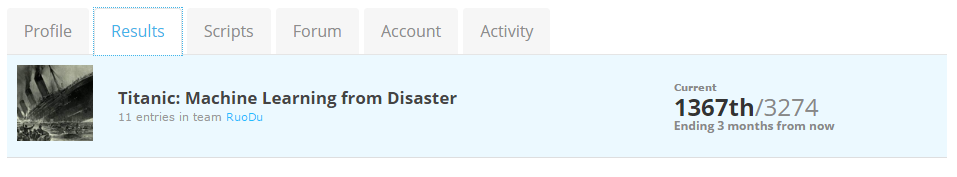 Profile Results Scripts Forum Account Activity
Titanic: Machine Learning from Disaster
11 entries in team RuoDu
Current
1367th/3274
Ending 3 months from now